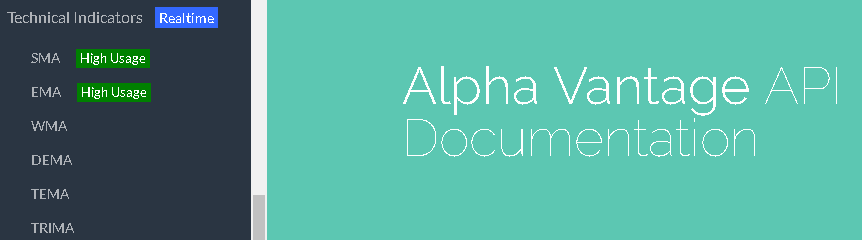 Technical Indicators Realtime
SMA High Usage
EMA High Usage
WMA
DEMA
TEMA
TRIMA
Alpha Vantage API
Documentation